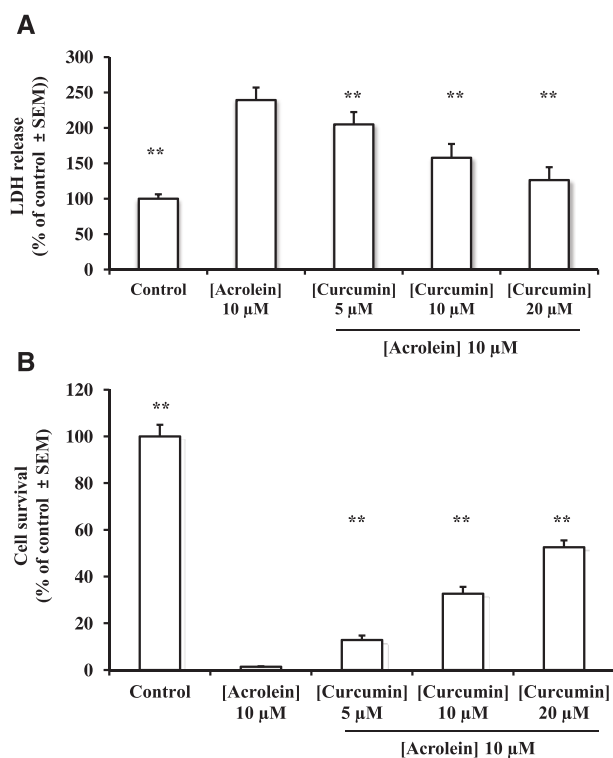 A
LDH release
(% of control ± SEM))
300
250
200
150
100
50
0
**
**
**
**
Control
[Acrolein]
10 µM
[Curcumin]
5 µM
[Curcumin]
10 µM
[Curcumin]
20 µM
[Acrolein] 10 µM
B
Cell survival
(% of control ± SEM)
120
100
80
60
40
20
0
**
**
**
**
Control
[Acrolein]
10 µM
[Curcumin]
5 µM
[Curcumin]
10 µM
[Curcumin]
20 µM
[Acrolein] 10 µM